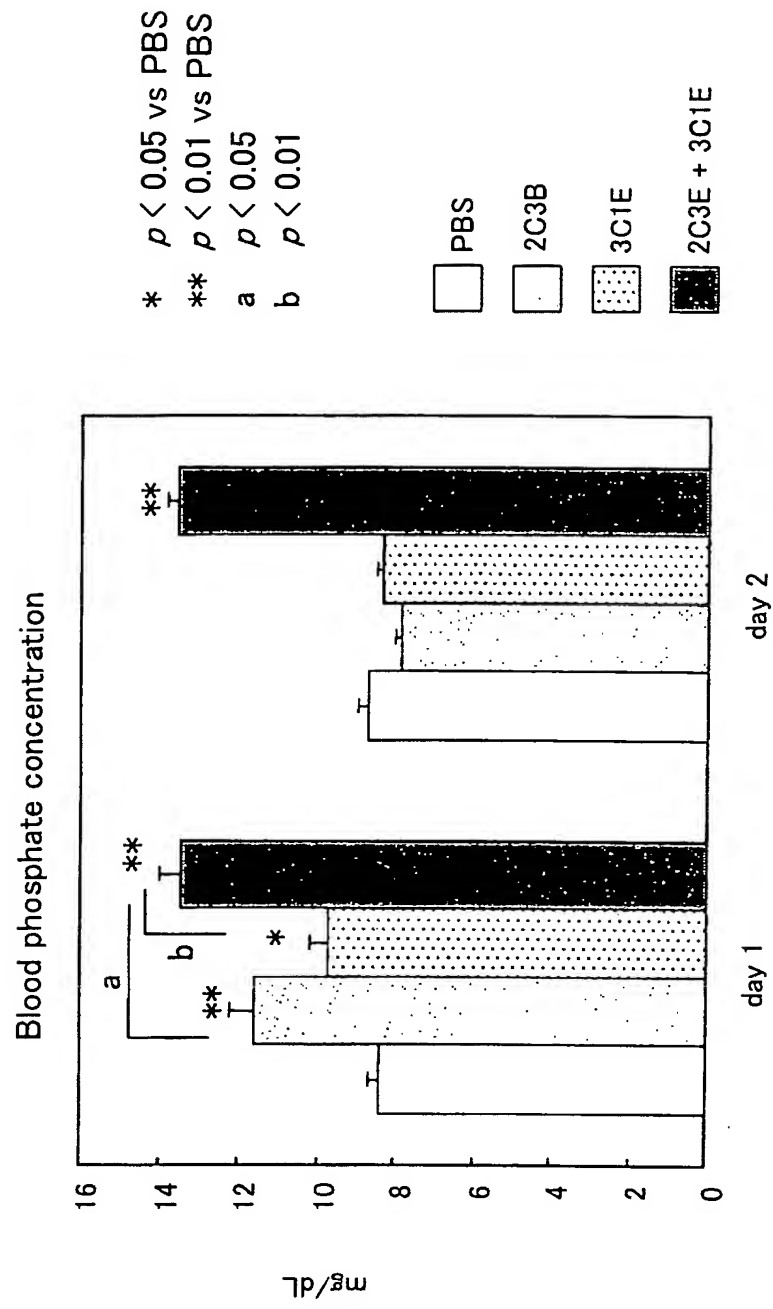 Blood phosphate concentration
mg/dL
16
14
12
10
8
6
4
2
0
a
b
**
*
**
**
day 1
day 2
* p < 0.05 vs PBS
** p < 0.01 vs PBS
a p < 0.05
b p < 0.01
PBS
2C3B
3C1E
2C3E + 3C1E